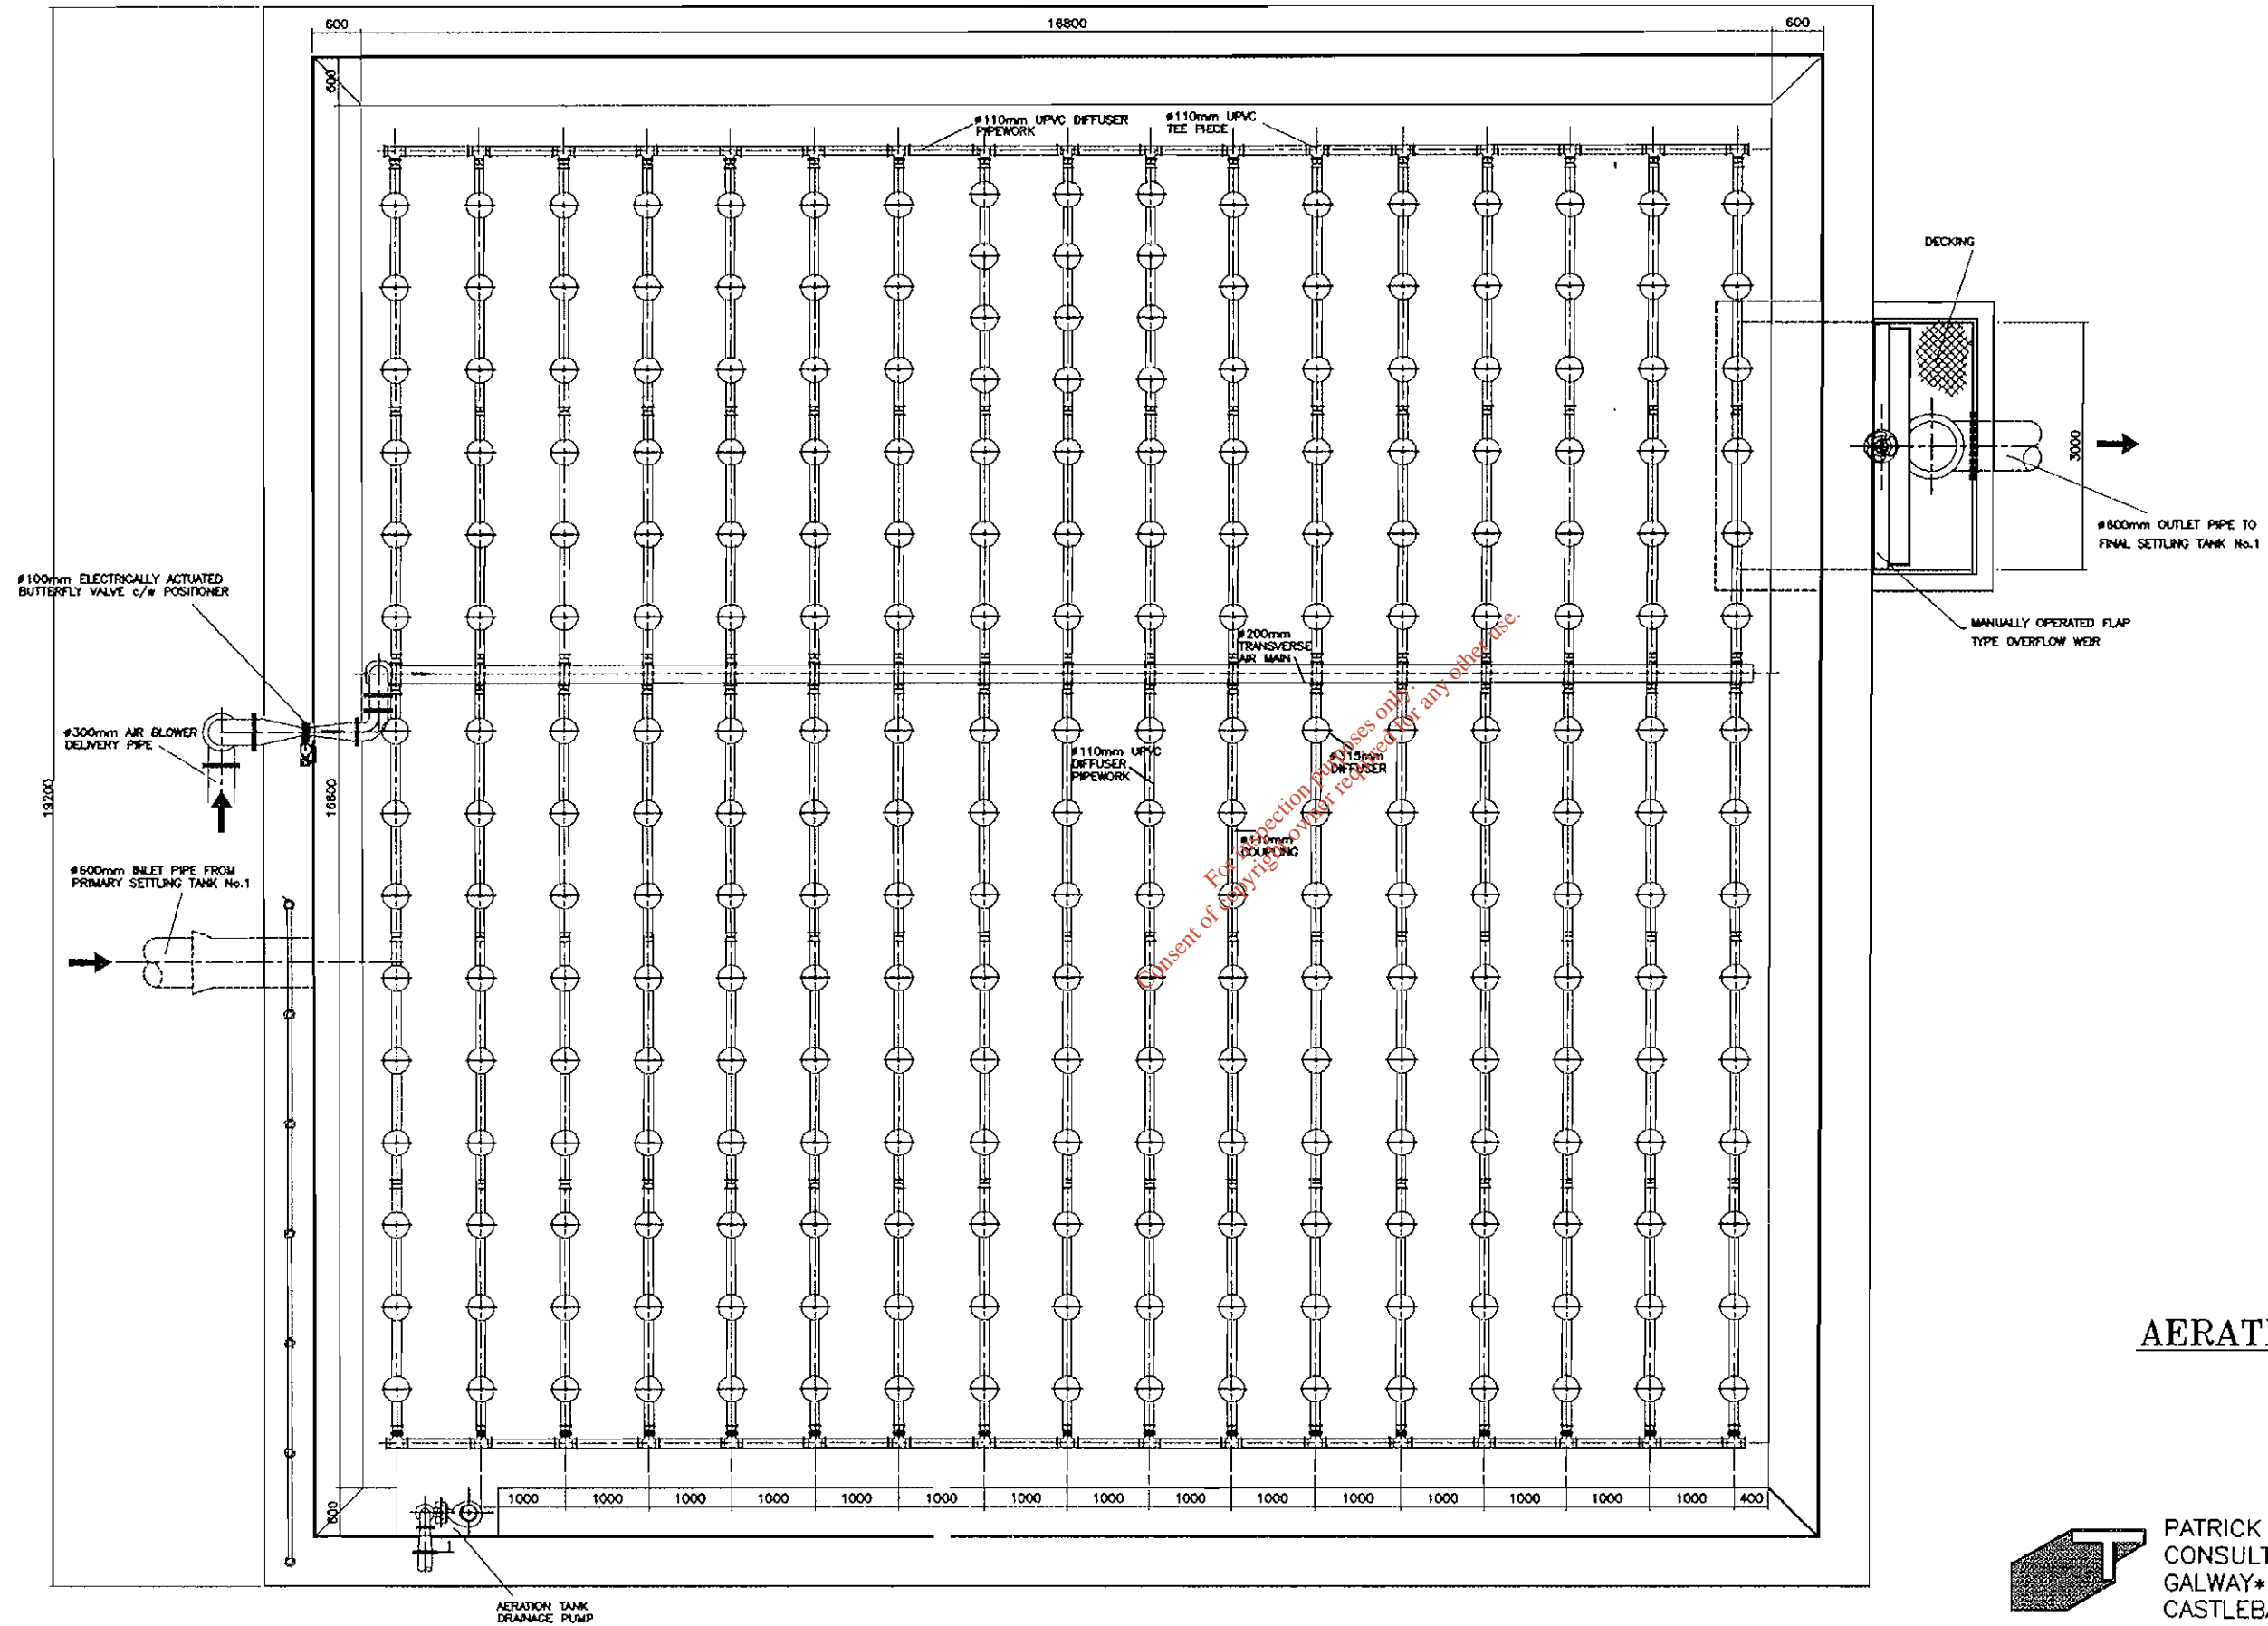 600
16800
600
600
ø110mm UPVC DIFFUSER
PIPEWORK
ø110mm UPVC
TEE PIECE
DECKING
3000
ø600mm OUTLET PIPE TO
FINAL SETTLING TANK No.1
MANUALLY OPERATED FLAP
TYPE OVERFLOW WEIR
ø100mm ELECTRICALLY ACTUATED
BUTTERFLY VALVE c/w POSITIONER
ø200mm
TRANSVERSE
AIR MAIN
ø300mm AIR BLOWER
DELIVERY PIPE
ø110mm UPVC
DIFFUSER
PIPEWORK
DIFFUSER
19200
16800
COUPLING
For inspection purposes only.
Consent of copyright owner required for any other use.
ø600mm INLET PIPE FROM
PRIMARY SETTLING TANK No.1
AERATI
600
1000 1000 1000 1000 1000 1000 1000 1000 1000 1000 1000 1000 1000 1000 1000 400
AERATION TANK
DRAINAGE PUMP
PATRICK
CONSULT
GALWAY*
CASTLEBA